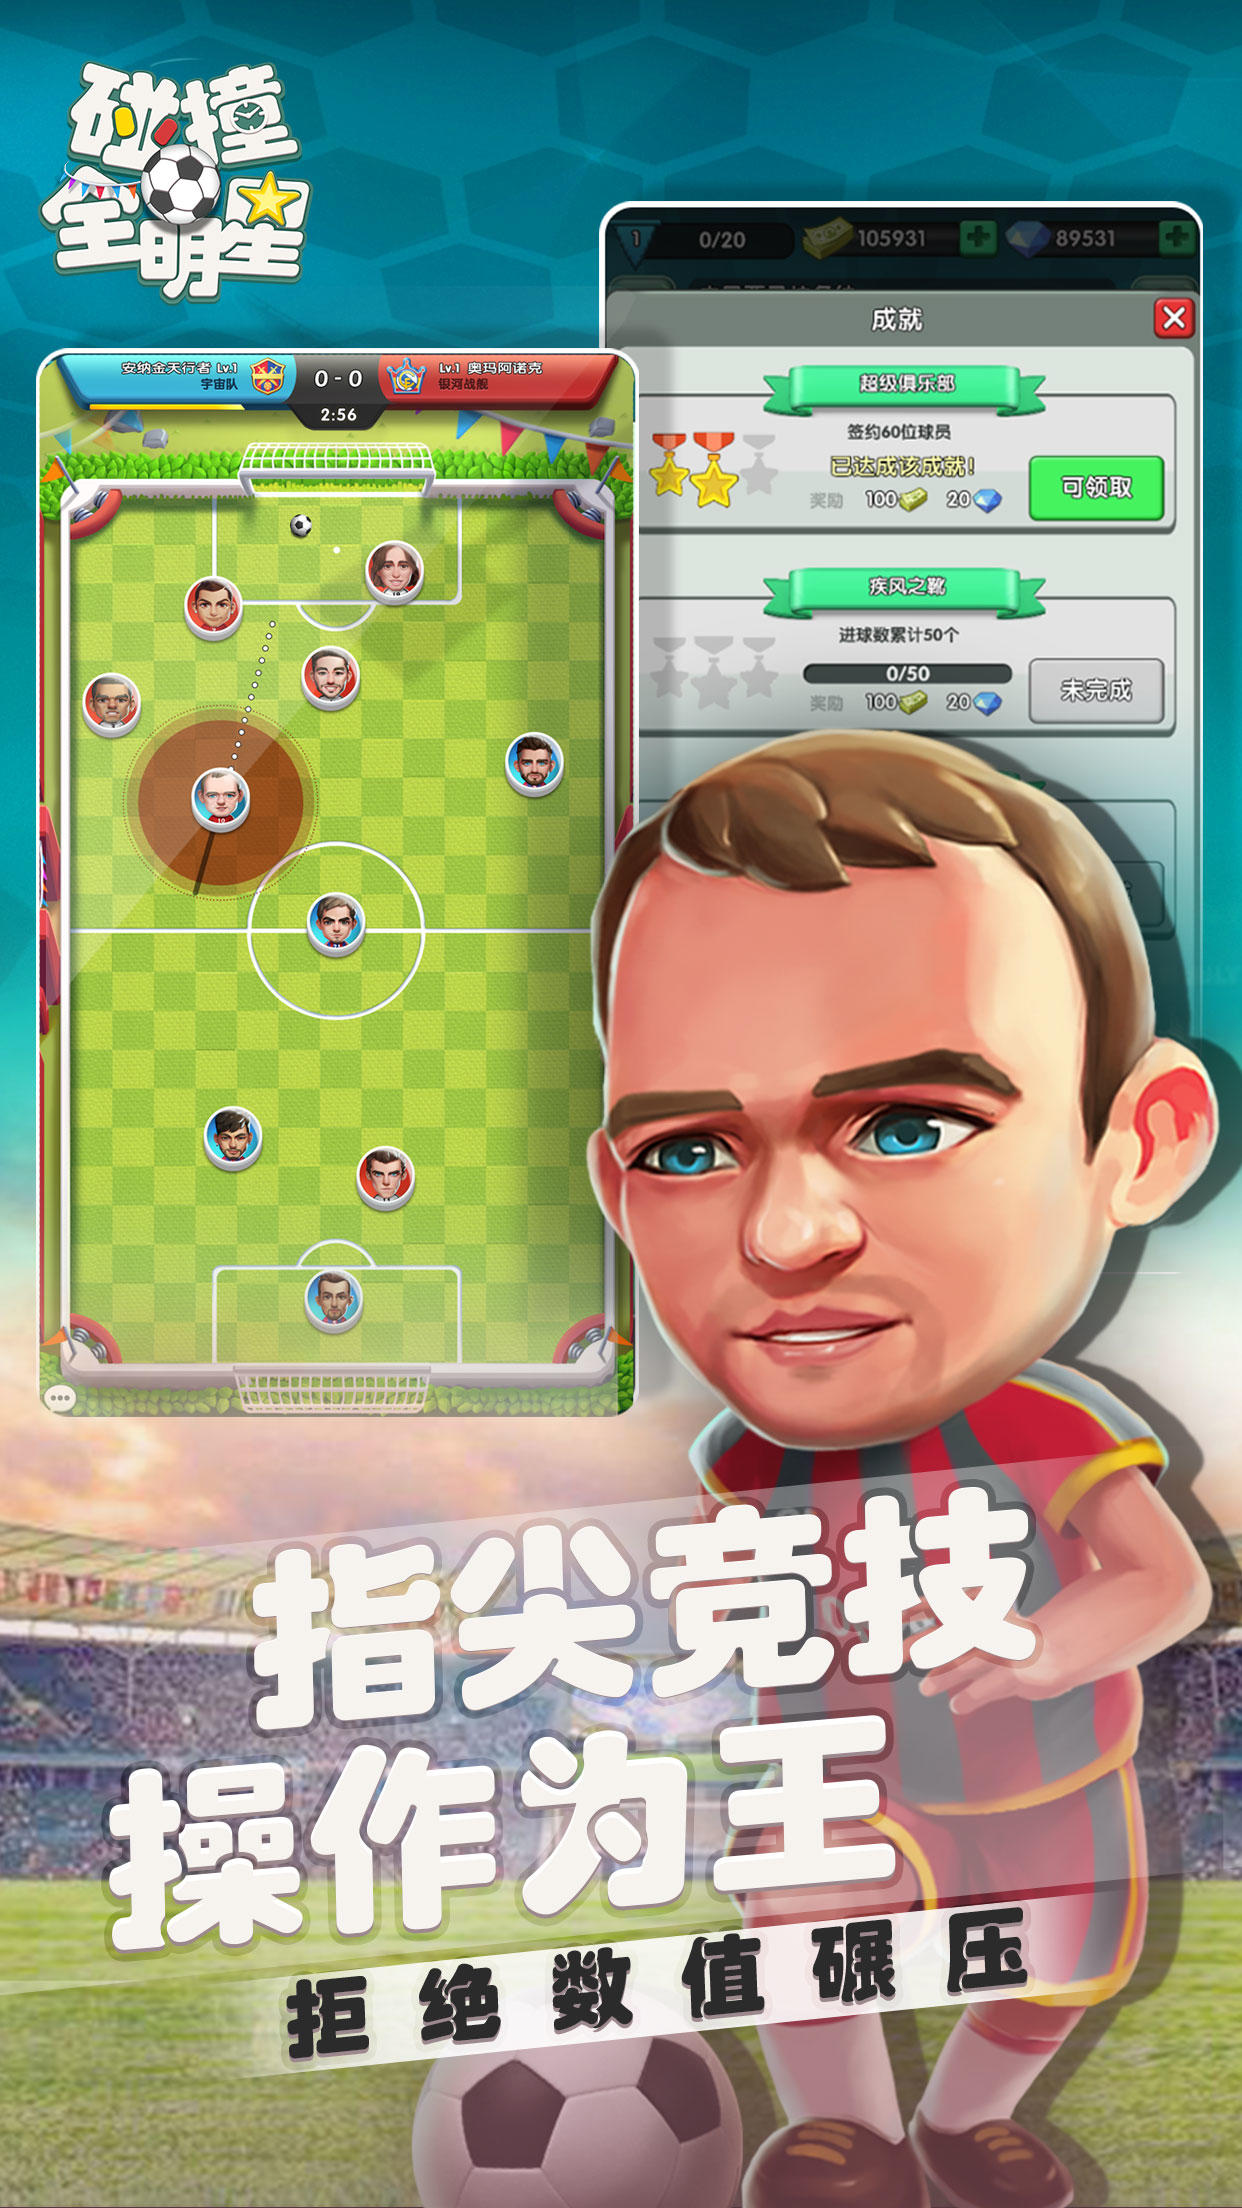 碰撞
全明星
1
0/20
105931
89531
成就
超级俱乐部
签约60位球员
已达成该成就!
奖励 100 20
可领取
疾风之靴
进球数累计50个
0/50
奖励 100 20
未完成
安纳金天行者 Lv.1
宇宙队
0-0
Lv.1 奥玛阿诺克
银河战舰
2:56
指尖竞技
操作为王
拒绝数值碾压